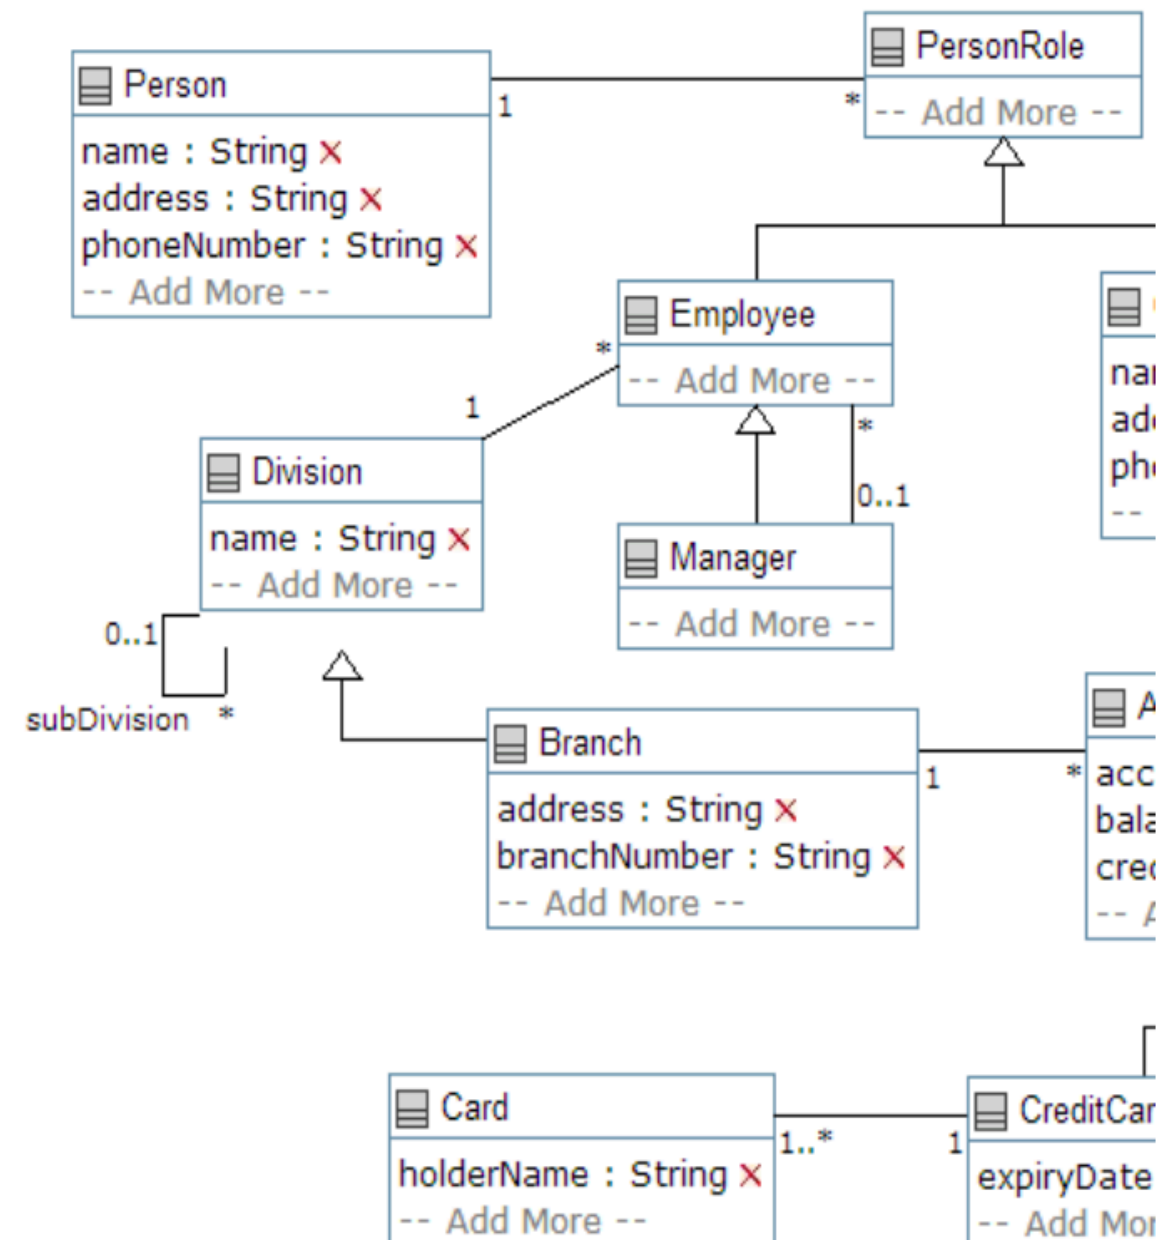 PersonRole
-- Add More --
Person
1
*
name : String
address : String
phoneNumber : String
-- Add More --
Employee
-- Add More --
*
1
*
0..1
Division
name : String
-- Add More --
Manager
-- Add More --
0..1
subDivision *
Branch
address : String
branchNumber : String
-- Add More --
1
*
Card
holderName : String
-- Add More --
1..*
1
expiryDate